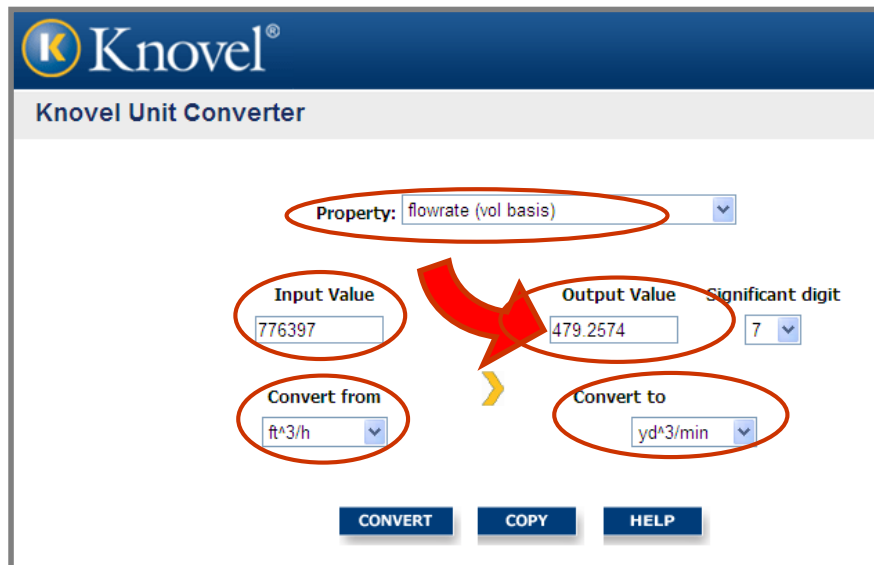 K Knovel®
Knovel Unit Converter
Property: flowrate (vol basis)
Input Value Output Value Significant digit
776397 479.2574 7
Convert from Convert to
ft^3/h yd^3/min
CONVERT COPY HELP